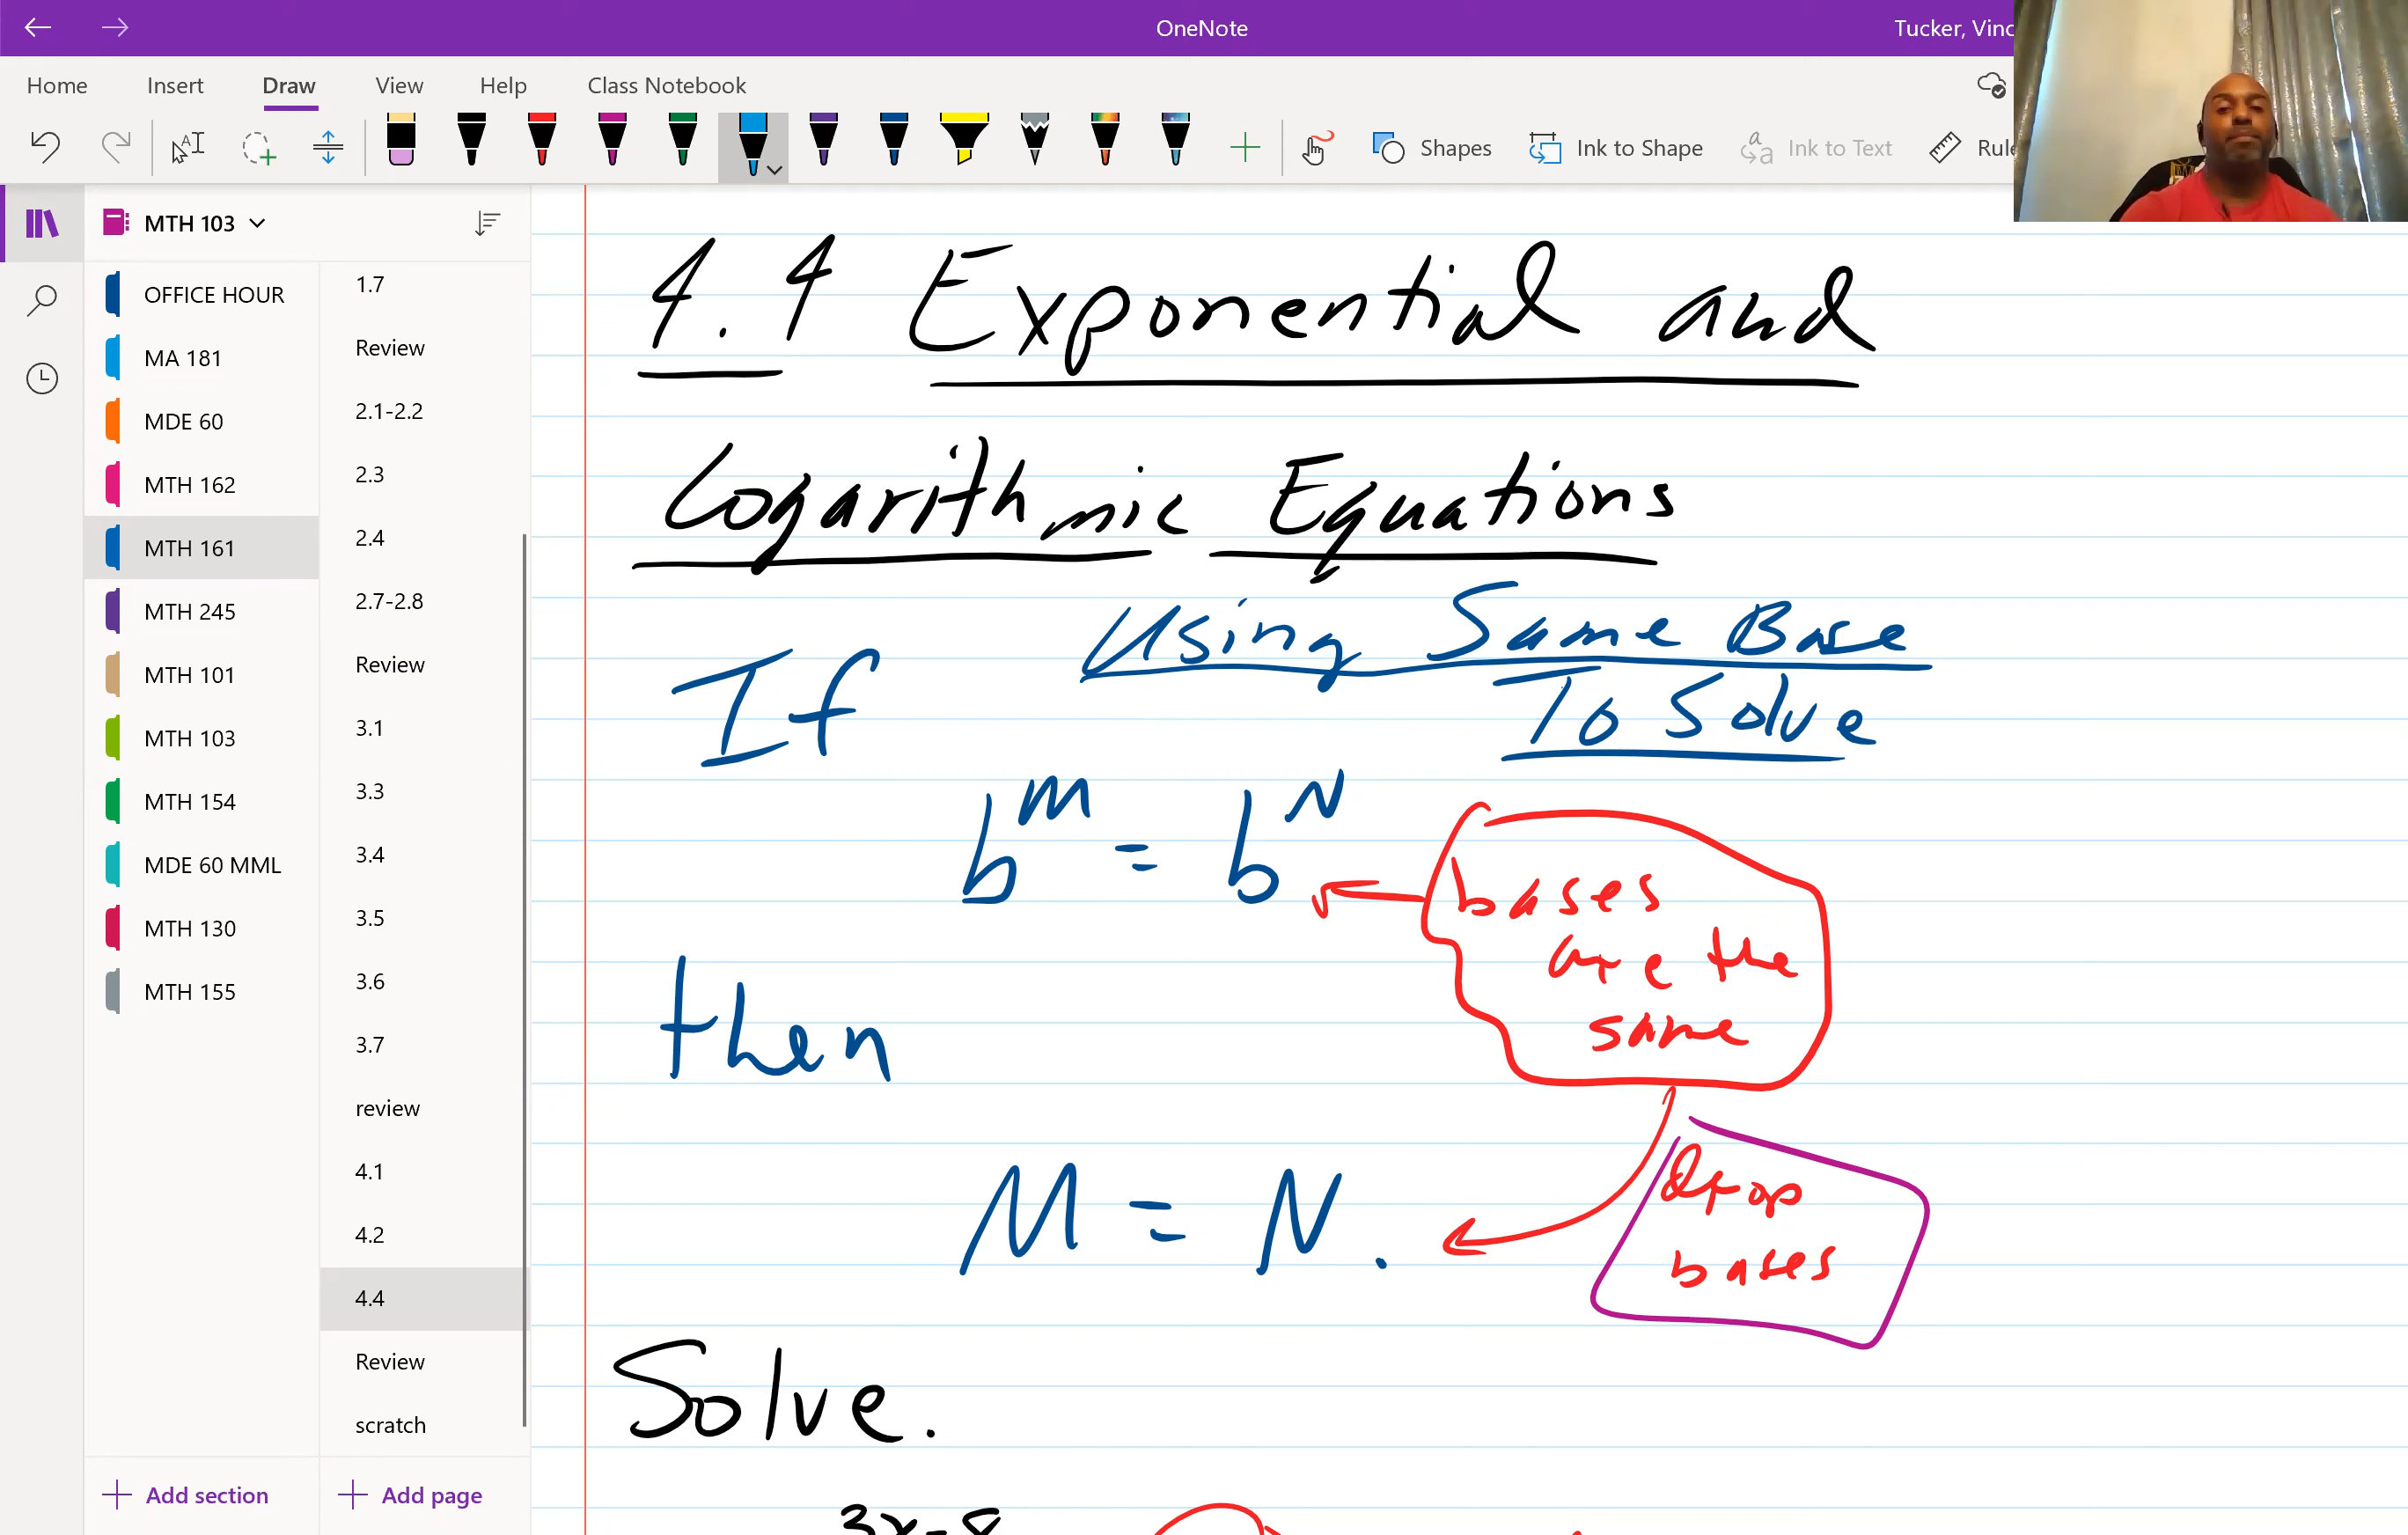 OneNote
Tucker, Vinc
Home Insert Draw View Help Class Notebook
Shapes Ink to Shape Ink to Text Rule
MTH 103
OFFICE HOUR
MA 181
MDE 60
MTH 162
MTH 161
MTH 245
MTH 101
MTH 103
MTH 154
MDE 60 MML
MTH 130
MTH 155
Add section
1.7
Review
2.1-2.2
2.3
2.4
2.7-2.8
Review
3.1
3.3
3.4
3.5
3.6
3.7
review
4.1
4.2
4.4
Review
scratch
Add page
4.4 Exponential and
Logarithmic Equations
Using Same Base
To Solve
If
b^M = b^N
bases
are the
same
then
M = N.
drop
bases
Solve.
3x-8